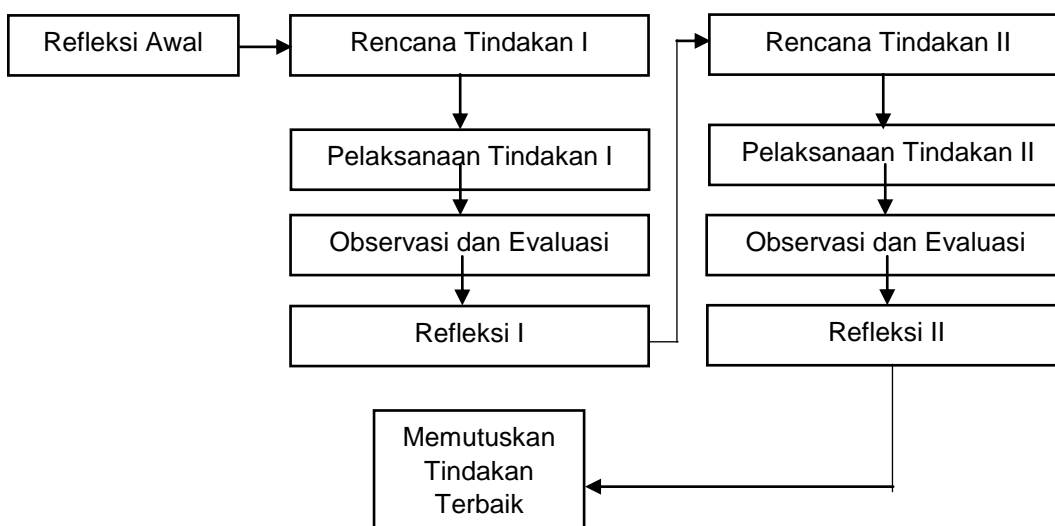 Refleksi Awal
Rencana Tindakan I
Pelaksanaan Tindakan I
Observasi dan Evaluasi
Refleksi I
Rencana Tindakan II
Pelaksanaan Tindakan II
Observasi dan Evaluasi
Refleksi II
Memutuskan
Tindakan
Terbaik